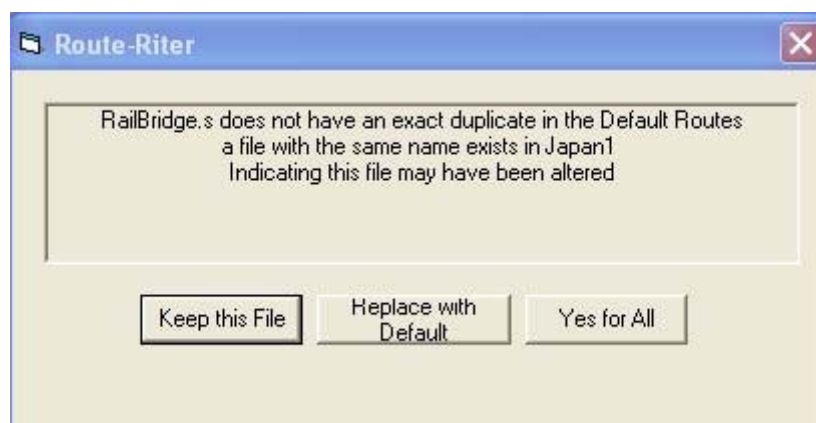 Route-Riter
RailBridge.s does not have an exact duplicate in the Default Routes
a file with the same name exists in Japan1
Indicating this file may have been altered
Keep this File
Replace with
Default
Yes for All